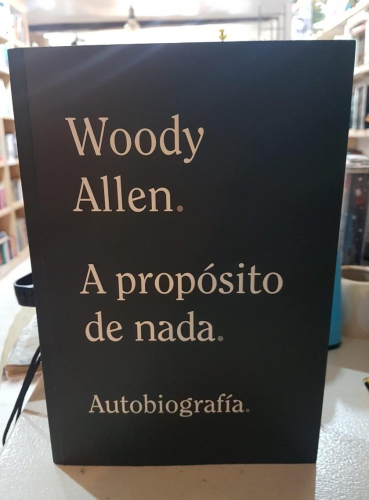 Woody
Allen.
A propósito
de nada.
Autobiografía.